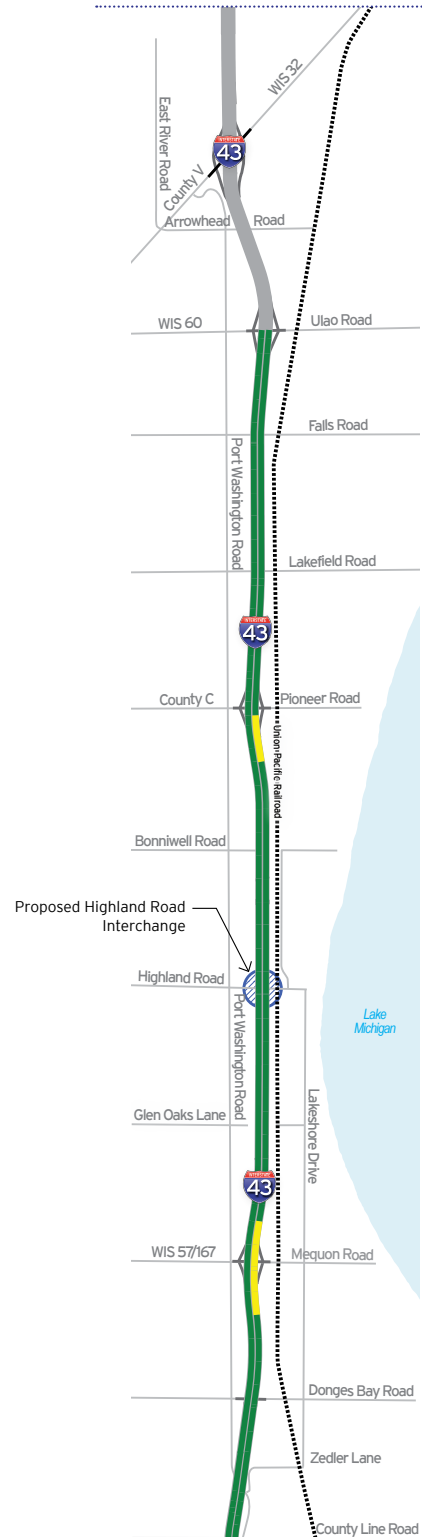 WIS 32
East River Road
INTERSTATE
43
County V
Arrowhead Road
WIS 60
Ulao Road
Falls Road
Port Washington Road
Lakefield Road
INTERSTATE
43
County C
Pioneer Road
Union Pacific Railroad
Bonniwell Road
Proposed Highland Road
Interchange
Highland Road
Port Washington Road
Lake
Michigan
Lakeshore Drive
Glen Oaks Lane
INTERSTATE
43
WIS 57/167
Mequon Road
Donges Bay Road
Zedler Lane
County Line Road